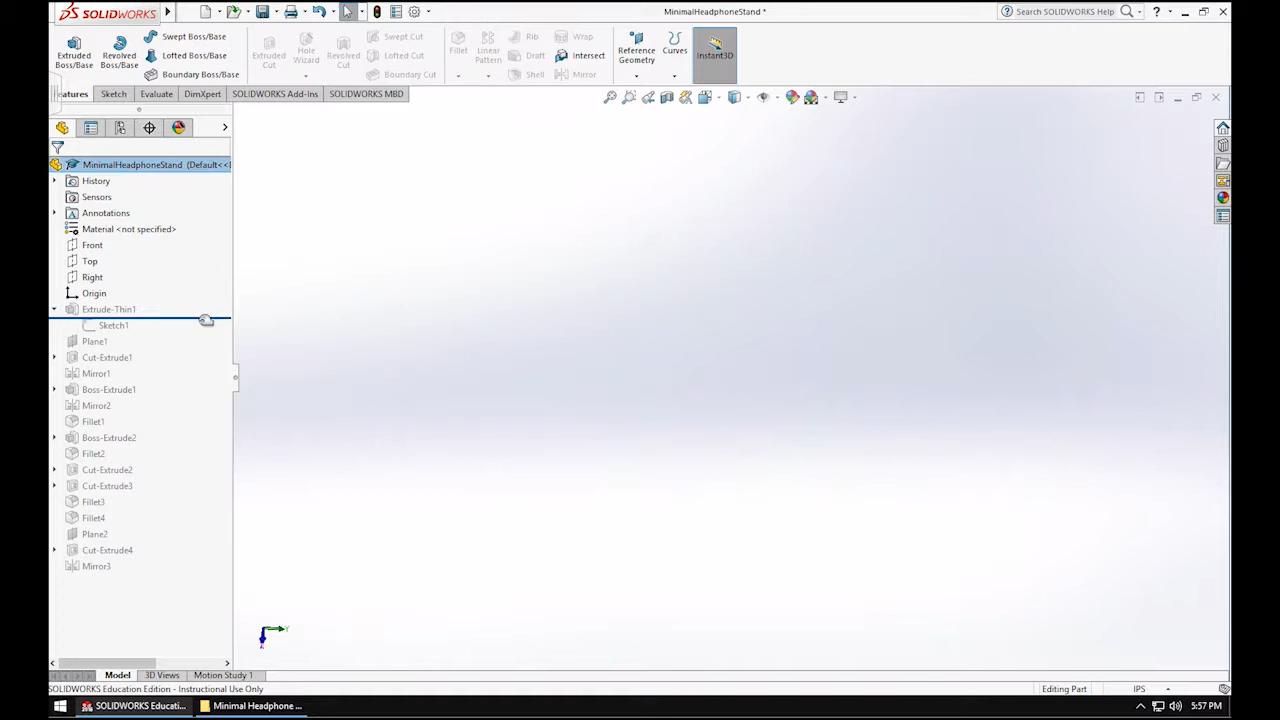 SOLIDWORKS
MinimalHeadphoneStand *
Search SOLIDWORKS Help
?
Extruded Boss/Base
Revolved Boss/Base
Swept Boss/Base
Lofted Boss/Base
Boundary Boss/Base
Extruded Cut
Hole Wizard
Revolved Cut
Swept Cut
Lofted Cut
Boundary Cut
Fillet
Linear Pattern
Rib
Draft
Shell
Wrap
Intersect
Mirror
Reference Geometry
Curves
Instant3D
eatures
Sketch
Evaluate
DimXpert
SOLIDWORKS Add-Ins
SOLIDWORKS MBD
MinimalHeadphoneStand (Default<<
History
Sensors
Annotations
Material <not specified>
Front
Top
Right
Origin
Extrude-Thin1
Sketch1
Plane1
Cut-Extrude1
Mirror1
Boss-Extrude1
Mirror2
Fillet1
Boss-Extrude2
Fillet2
Cut-Extrude2
Cut-Extrude3
Fillet3
Fillet4
Plane2
Cut-Extrude4
Mirror3
Y
Model
3D Views
Motion Study 1
SOLIDWORKS Education Edition - Instructional Use Only
Editing Part
IPS
SOLIDWORKS Educati...
Minimal Headphone ...
5:57 PM